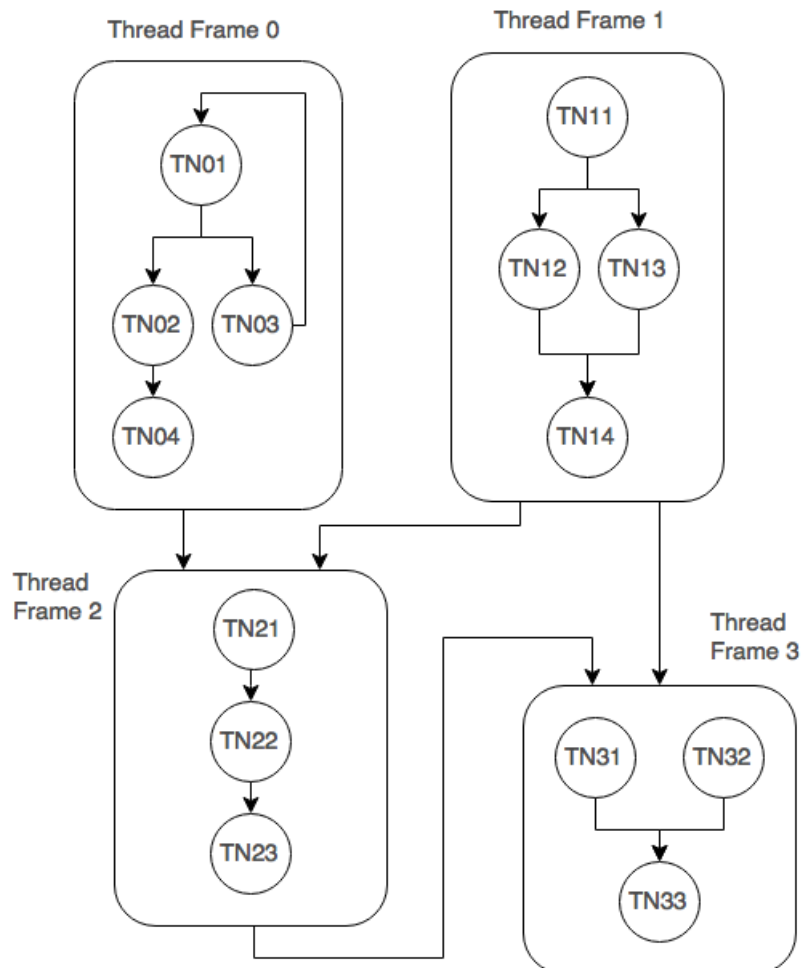 Thread Frame 0
Thread Frame 1
TN01
TN02
TN03
TN04
TN11
TN12
TN13
TN14
Thread
Frame 2
TN21
TN22
TN23
Thread
Frame 3
TN31
TN32
TN33